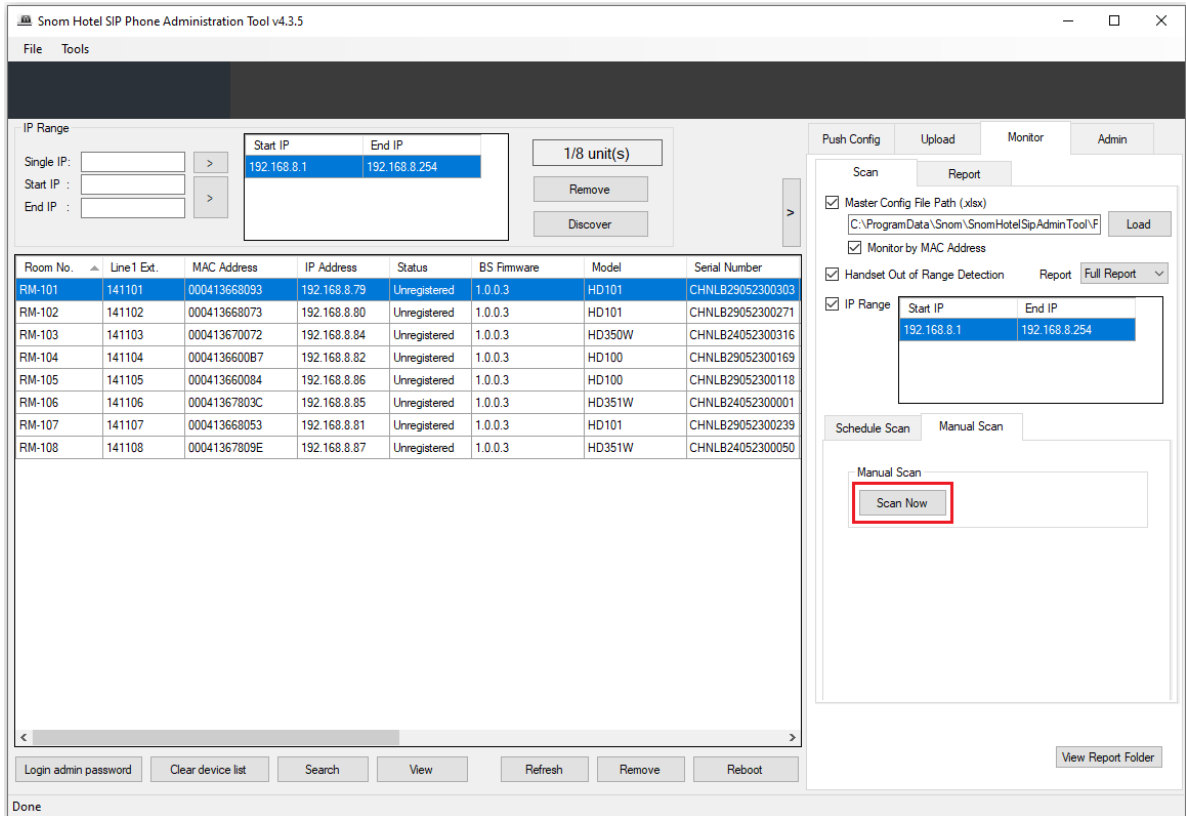 Snom Hotel SIP Phone Administration Tool v4.3.5
File Tools
IP Range
Single IP: >
Start IP : >
End IP :
Start IP End IP
192.168.8.1 192.168.8.254
1/8 unit(s)
Remove
Discover
>
Room No. Line1 Ext. MAC Address IP Address Status BS Firmware Model Serial Number
RM-101 141101 000413668093 192.168.8.79 Unregistered 1.0.0.3 HD101 CHNLB29052300303
RM-102 141102 000413668073 192.168.8.80 Unregistered 1.0.0.3 HD101 CHNLB29052300271
RM-103 141103 000413670072 192.168.8.84 Unregistered 1.0.0.3 HD350W CHNLB24052300316
RM-104 141104 0004136600B7 192.168.8.82 Unregistered 1.0.0.3 HD100 CHNLB29052300169
RM-105 141105 000413660084 192.168.8.86 Unregistered 1.0.0.3 HD100 CHNLB29052300118
RM-106 141106 00041367803C 192.168.8.85 Unregistered 1.0.0.3 HD351W CHNLB24052300001
RM-107 141107 000413668053 192.168.8.81 Unregistered 1.0.0.3 HD101 CHNLB29052300239
RM-108 141108 00041367809E 192.168.8.87 Unregistered 1.0.0.3 HD351W CHNLB24052300050
Login admin password Clear device list Search View Refresh Remove Reboot
Done
Push Config Upload Monitor Admin
Scan Report
Master Config File Path (.xlsx)
C:\ProgramData\Snom\SnomHotelSipAdminTool\F Load
Monitor by MAC Address
Handset Out of Range Detection Report Full Report
IP Range Start IP End IP
192.168.8.1 192.168.8.254
Schedule Scan Manual Scan
Manual Scan
Scan Now
View Report Folder